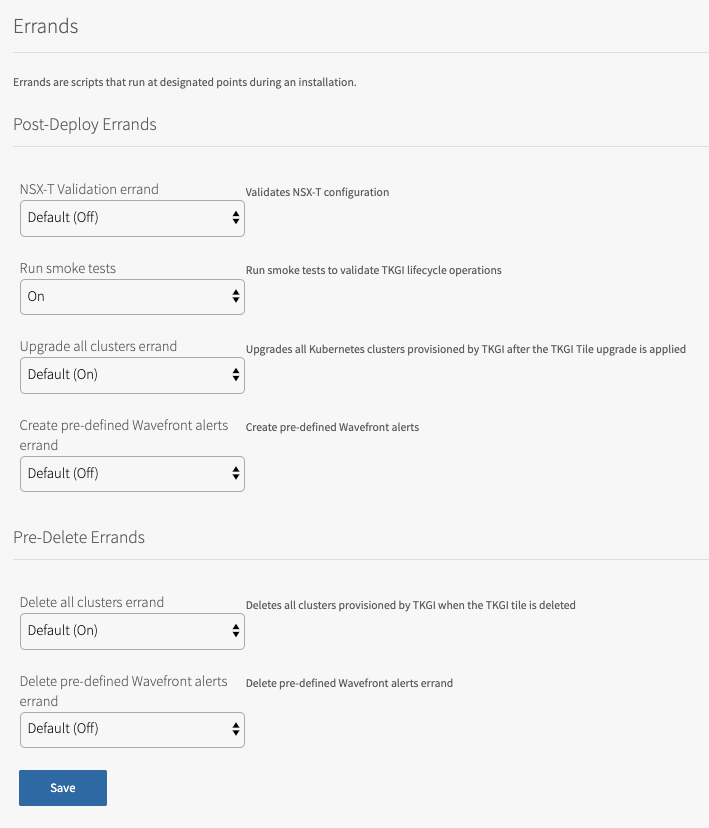 Errands
Errands are scripts that run at designated points during an installation.
Post-Deploy Errands
NSX-T Validation errand
Validates NSX-T configuration
Default (Off)
Run smoke tests
Run smoke tests to validate TKGI lifecycle operations
On
Upgrade all clusters errand
Upgrades all Kubernetes clusters provisioned by TKGI after the TKGI Tile upgrade is applied
Default (On)
Create pre-defined Wavefront alerts
errand
Create pre-defined Wavefront alerts
Default (Off)
Pre-Delete Errands
Delete all clusters errand
Deletes all clusters provisioned by TKGI when the TKGI tile is deleted
Default (On)
Delete pre-defined Wavefront alerts
errand
Delete pre-defined Wavefront alerts errand
Default (Off)
Save